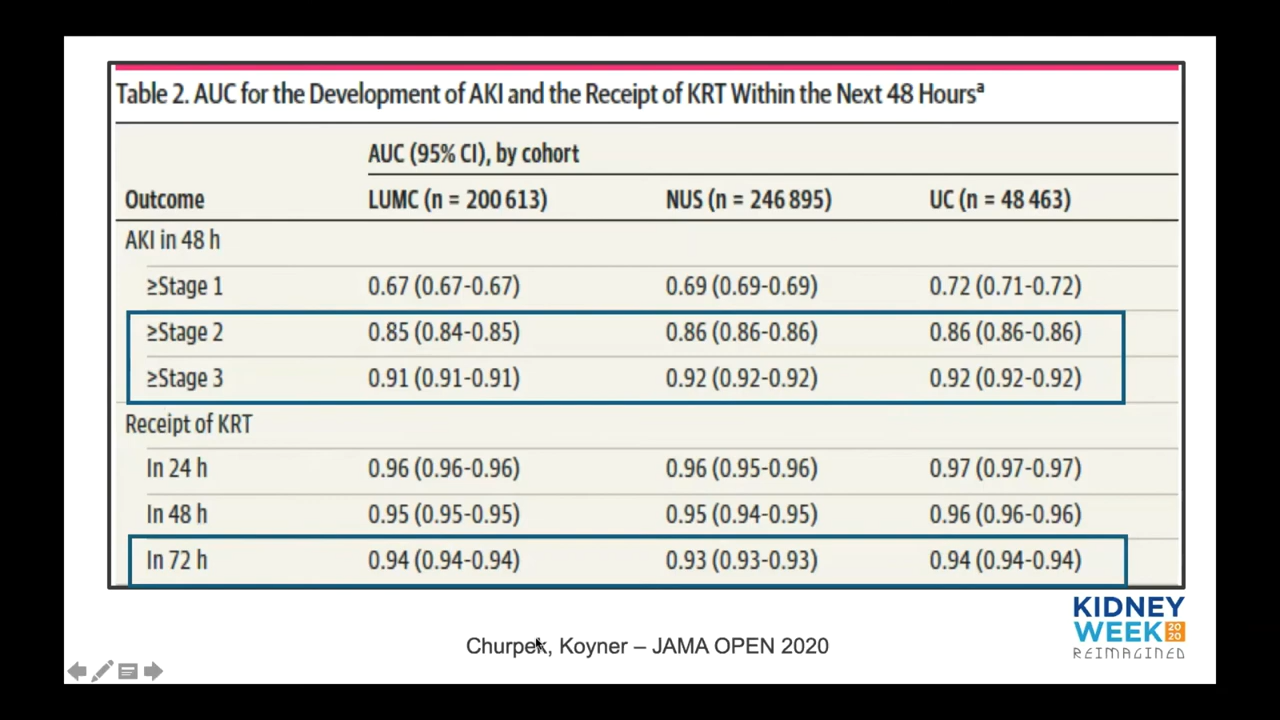 Table 2. AUC for the Development of AKI and the Receipt of KRT Within the Next 48 Hoursª
AUC (95% CI), by cohort
Outcome LUMC (n = 200 613) NUS (n = 246 895) UC (n = 48 463)
AKI in 48 h
≥Stage 1 0.67 (0.67-0.67) 0.69 (0.69-0.69) 0.72 (0.71-0.72)
≥Stage 2 0.85 (0.84-0.85) 0.86 (0.86-0.86) 0.86 (0.86-0.86)
≥Stage 3 0.91 (0.91-0.91) 0.92 (0.92-0.92) 0.92 (0.92-0.92)
Receipt of KRT
In 24 h 0.96 (0.96-0.96) 0.96 (0.95-0.96) 0.97 (0.97-0.97)
In 48 h 0.95 (0.95-0.95) 0.95 (0.94-0.95) 0.96 (0.96-0.96)
In 72 h 0.94 (0.94-0.94) 0.93 (0.93-0.93) 0.94 (0.94-0.94)
Churpek, Koyner – JAMA OPEN 2020
KIDNEY
WEEK 2020
REIMAGINED